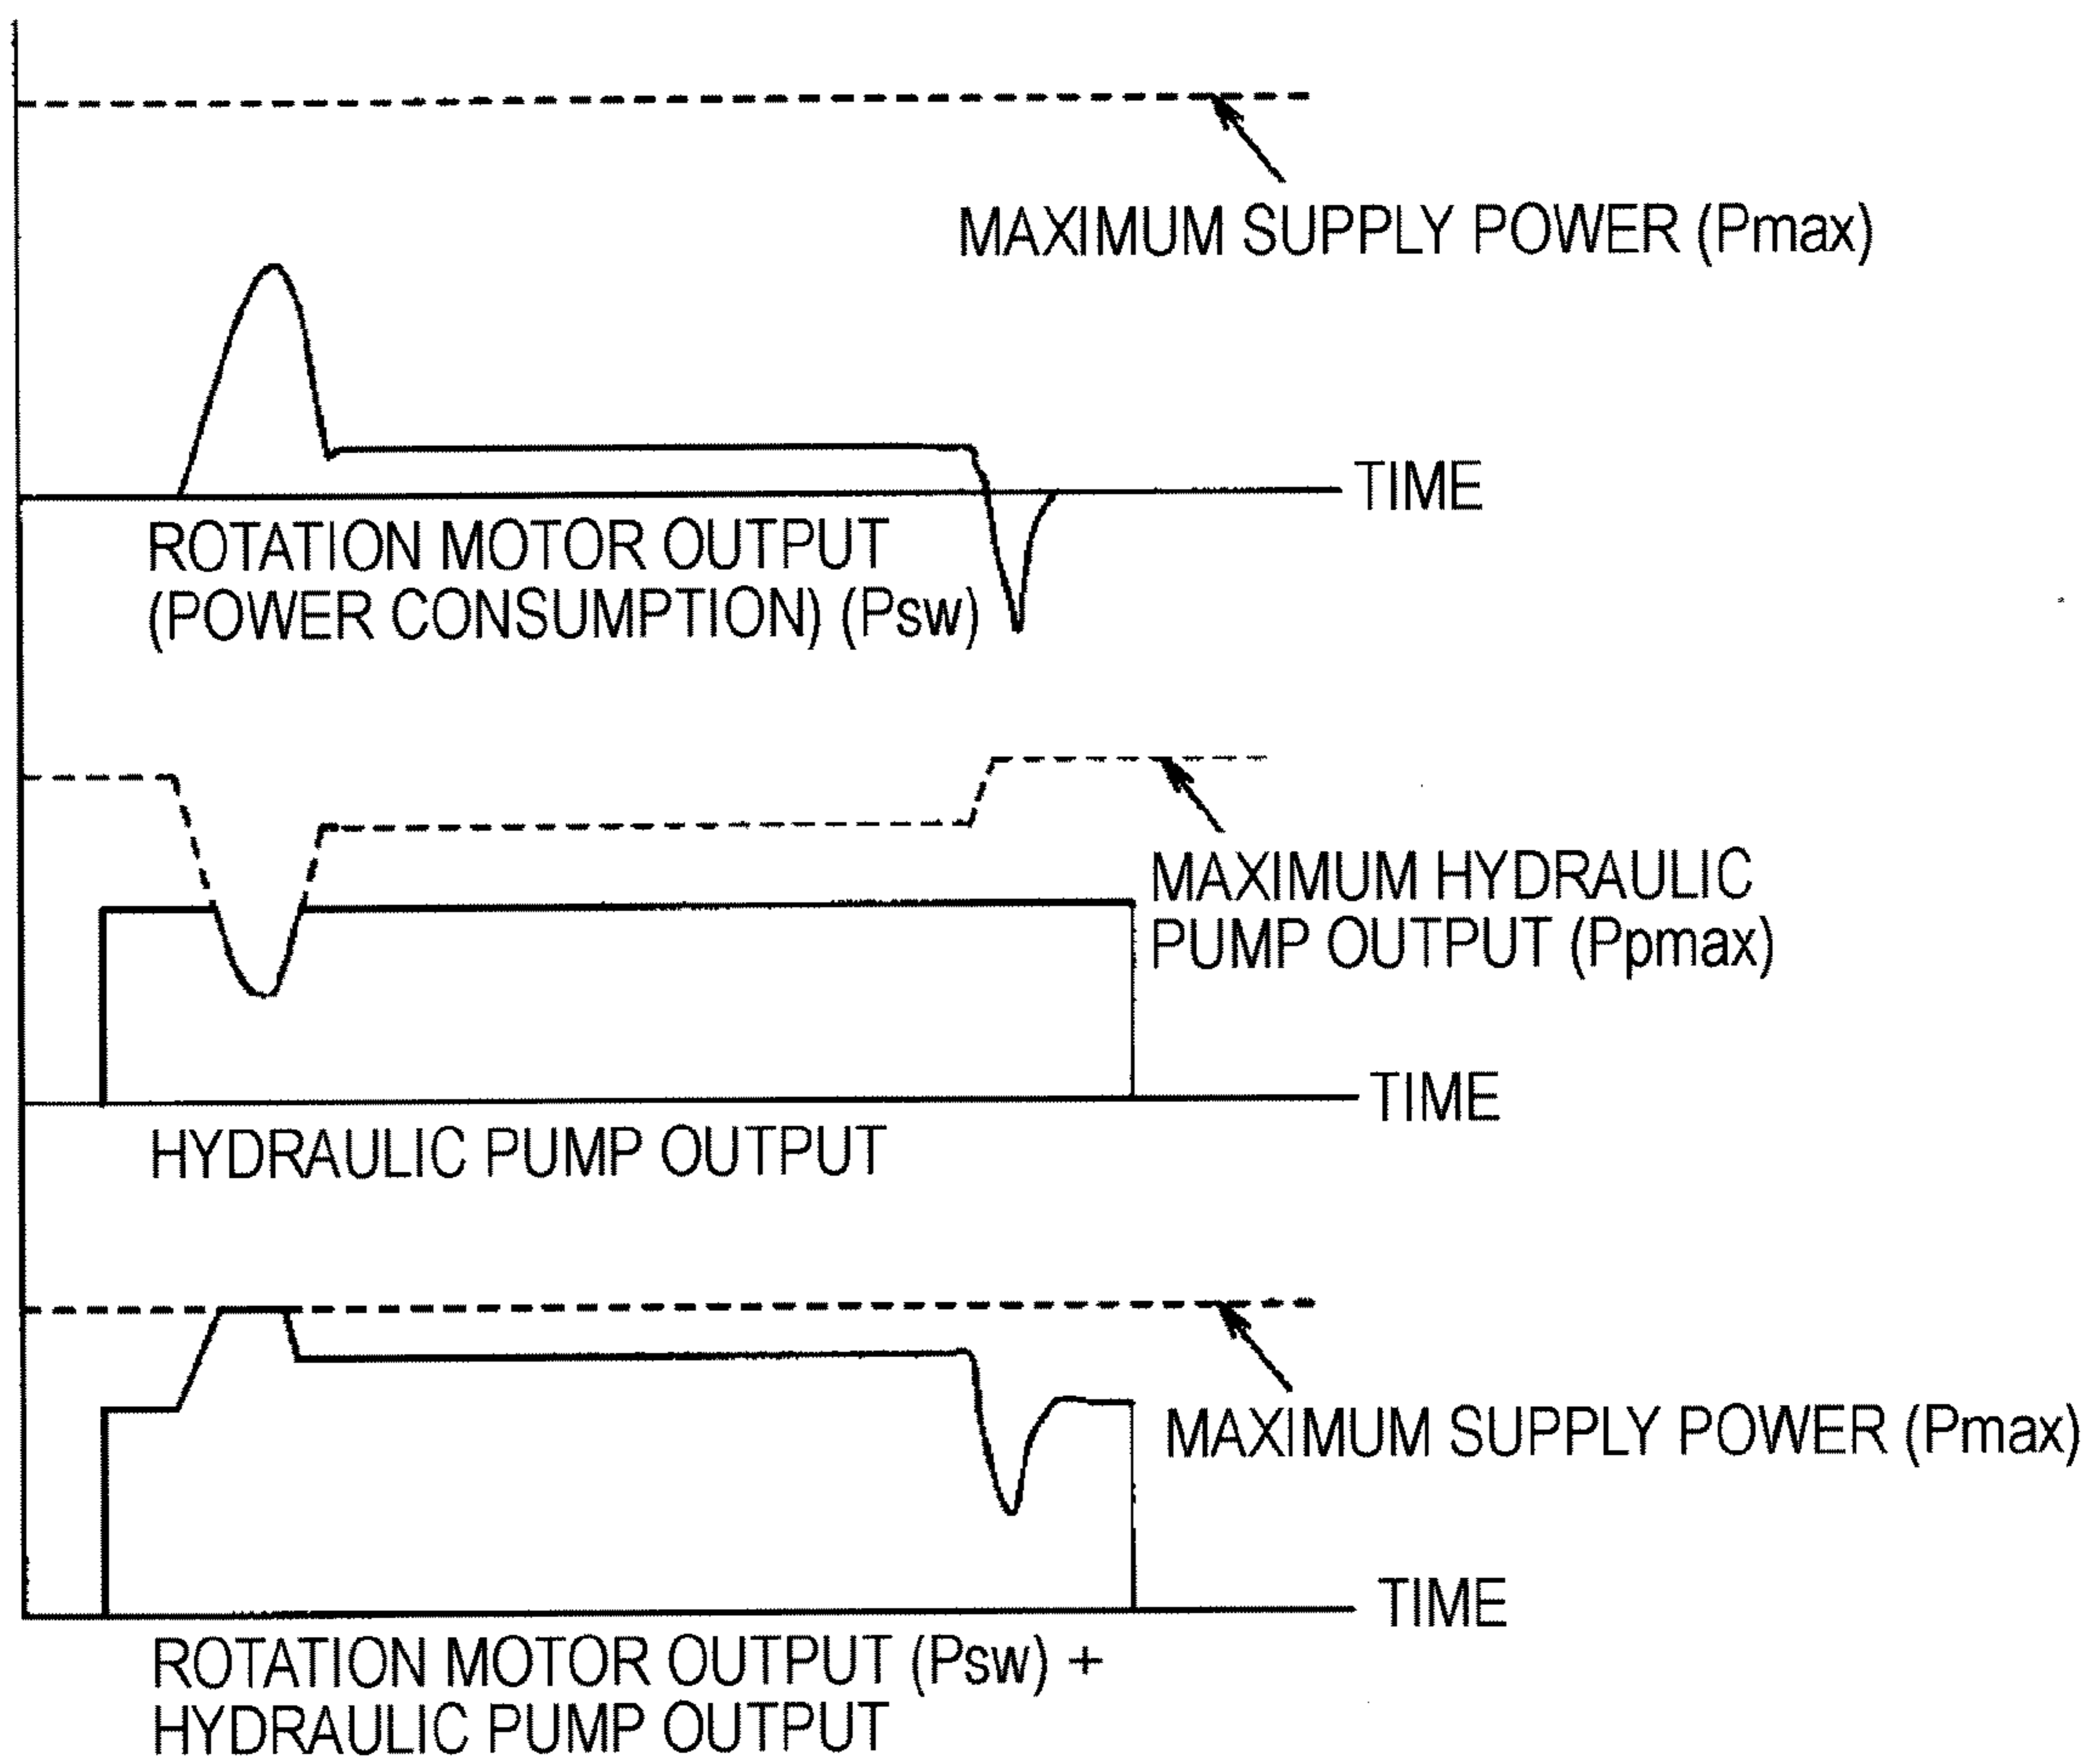 MAXIMUM SUPPLY POWER (Pmax)
TIME
ROTATION MOTOR OUTPUT
(POWER CONSUMPTION) (Psw)
MAXIMUM HYDRAULIC
PUMP OUTPUT (Ppmax)
TIME
HYDRAULIC PUMP OUTPUT
MAXIMUM SUPPLY POWER (Pmax)
TIME
ROTATION MOTOR OUTPUT (Psw) +
HYDRAULIC PUMP OUTPUT